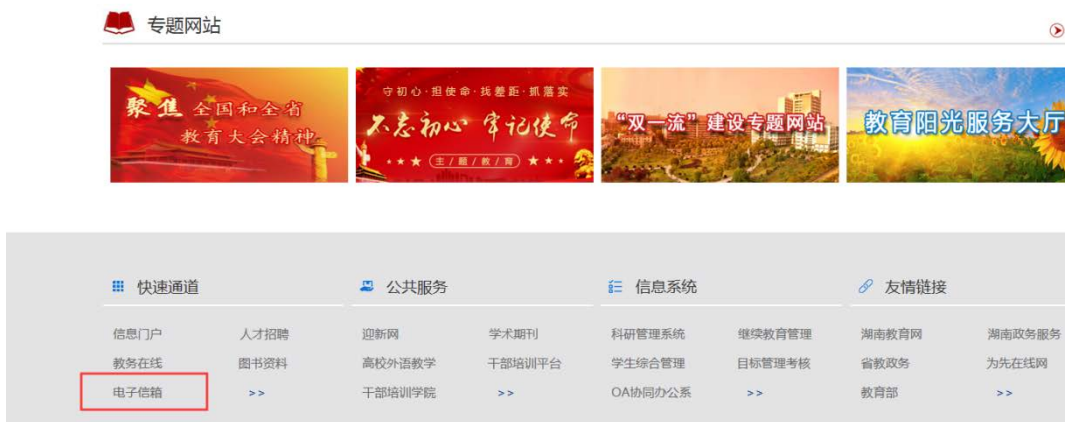 专题网站
聚焦 全国和全省
教育大会精神
守初心·担使命·找差距·抓落实
不忘初心 牢记使命
主/题/教/育
“双一流”建设专题网站
教育阳光服务大厅
快速通道 公共服务 信息系统 友情链接
信息门户 人才招聘 迎新网 学术期刊 科研管理系统 继续教育管理 湖南教育网 湖南政务服务
教务在线 图书资料 高校外语教学 干部培训平台 学生综合管理 目标管理考核 省教政务 为先在线网
电子信箱 >> 干部培训学院 >> OA协同办公系 >> 教育部 >>